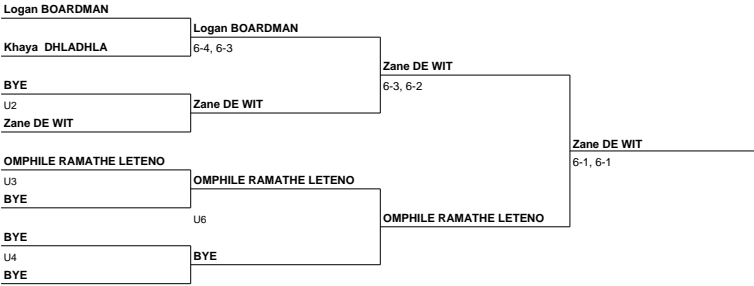 Logan BOARDMAN
Logan BOARDMAN
Khaya DHLADHLA
6-4, 6-3
Zane DE WIT
BYE
6-3, 6-2
U2
Zane DE WIT
Zane DE WIT
Zane DE WIT
OMPHILE RAMATHE LETENO
6-1, 6-1
U3
OMPHILE RAMATHE LETENO
BYE
U6
OMPHILE RAMATHE LETENO
BYE
U4
BYE
BYE